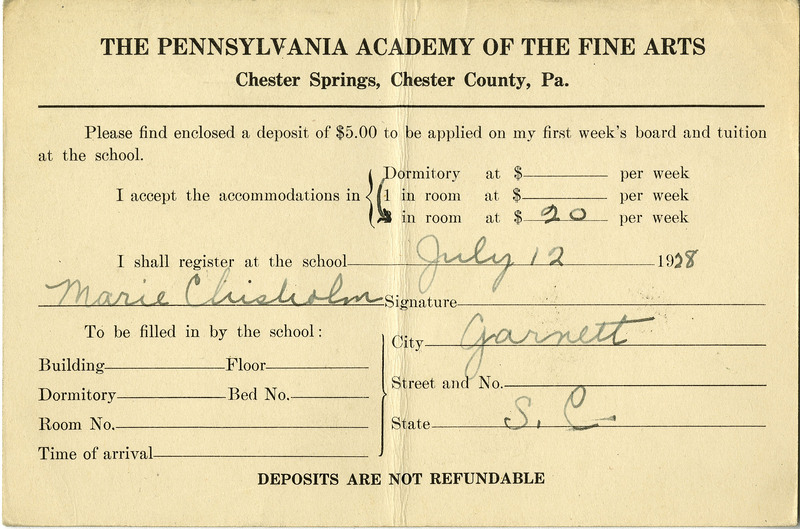 THE PENNSYLVANIA ACADEMY OF THE FINE ARTS
Chester Springs, Chester County, Pa.
Please find enclosed a deposit of $5.00 to be applied on my first week's board and tuition
at the school.
Dormitory at $ per week
I accept the accommodations in 1 in room at $ per week
in room at $ 20 per week
I shall register at the school July 12 1928
Marie Chisholm Signature
To be filled in by the school:
City Garnett
Building Floor
Street and No.
Dormitory Bed No.
Room No.
State S. C.
Time of arrival
DEPOSITS ARE NOT REFUNDABLE